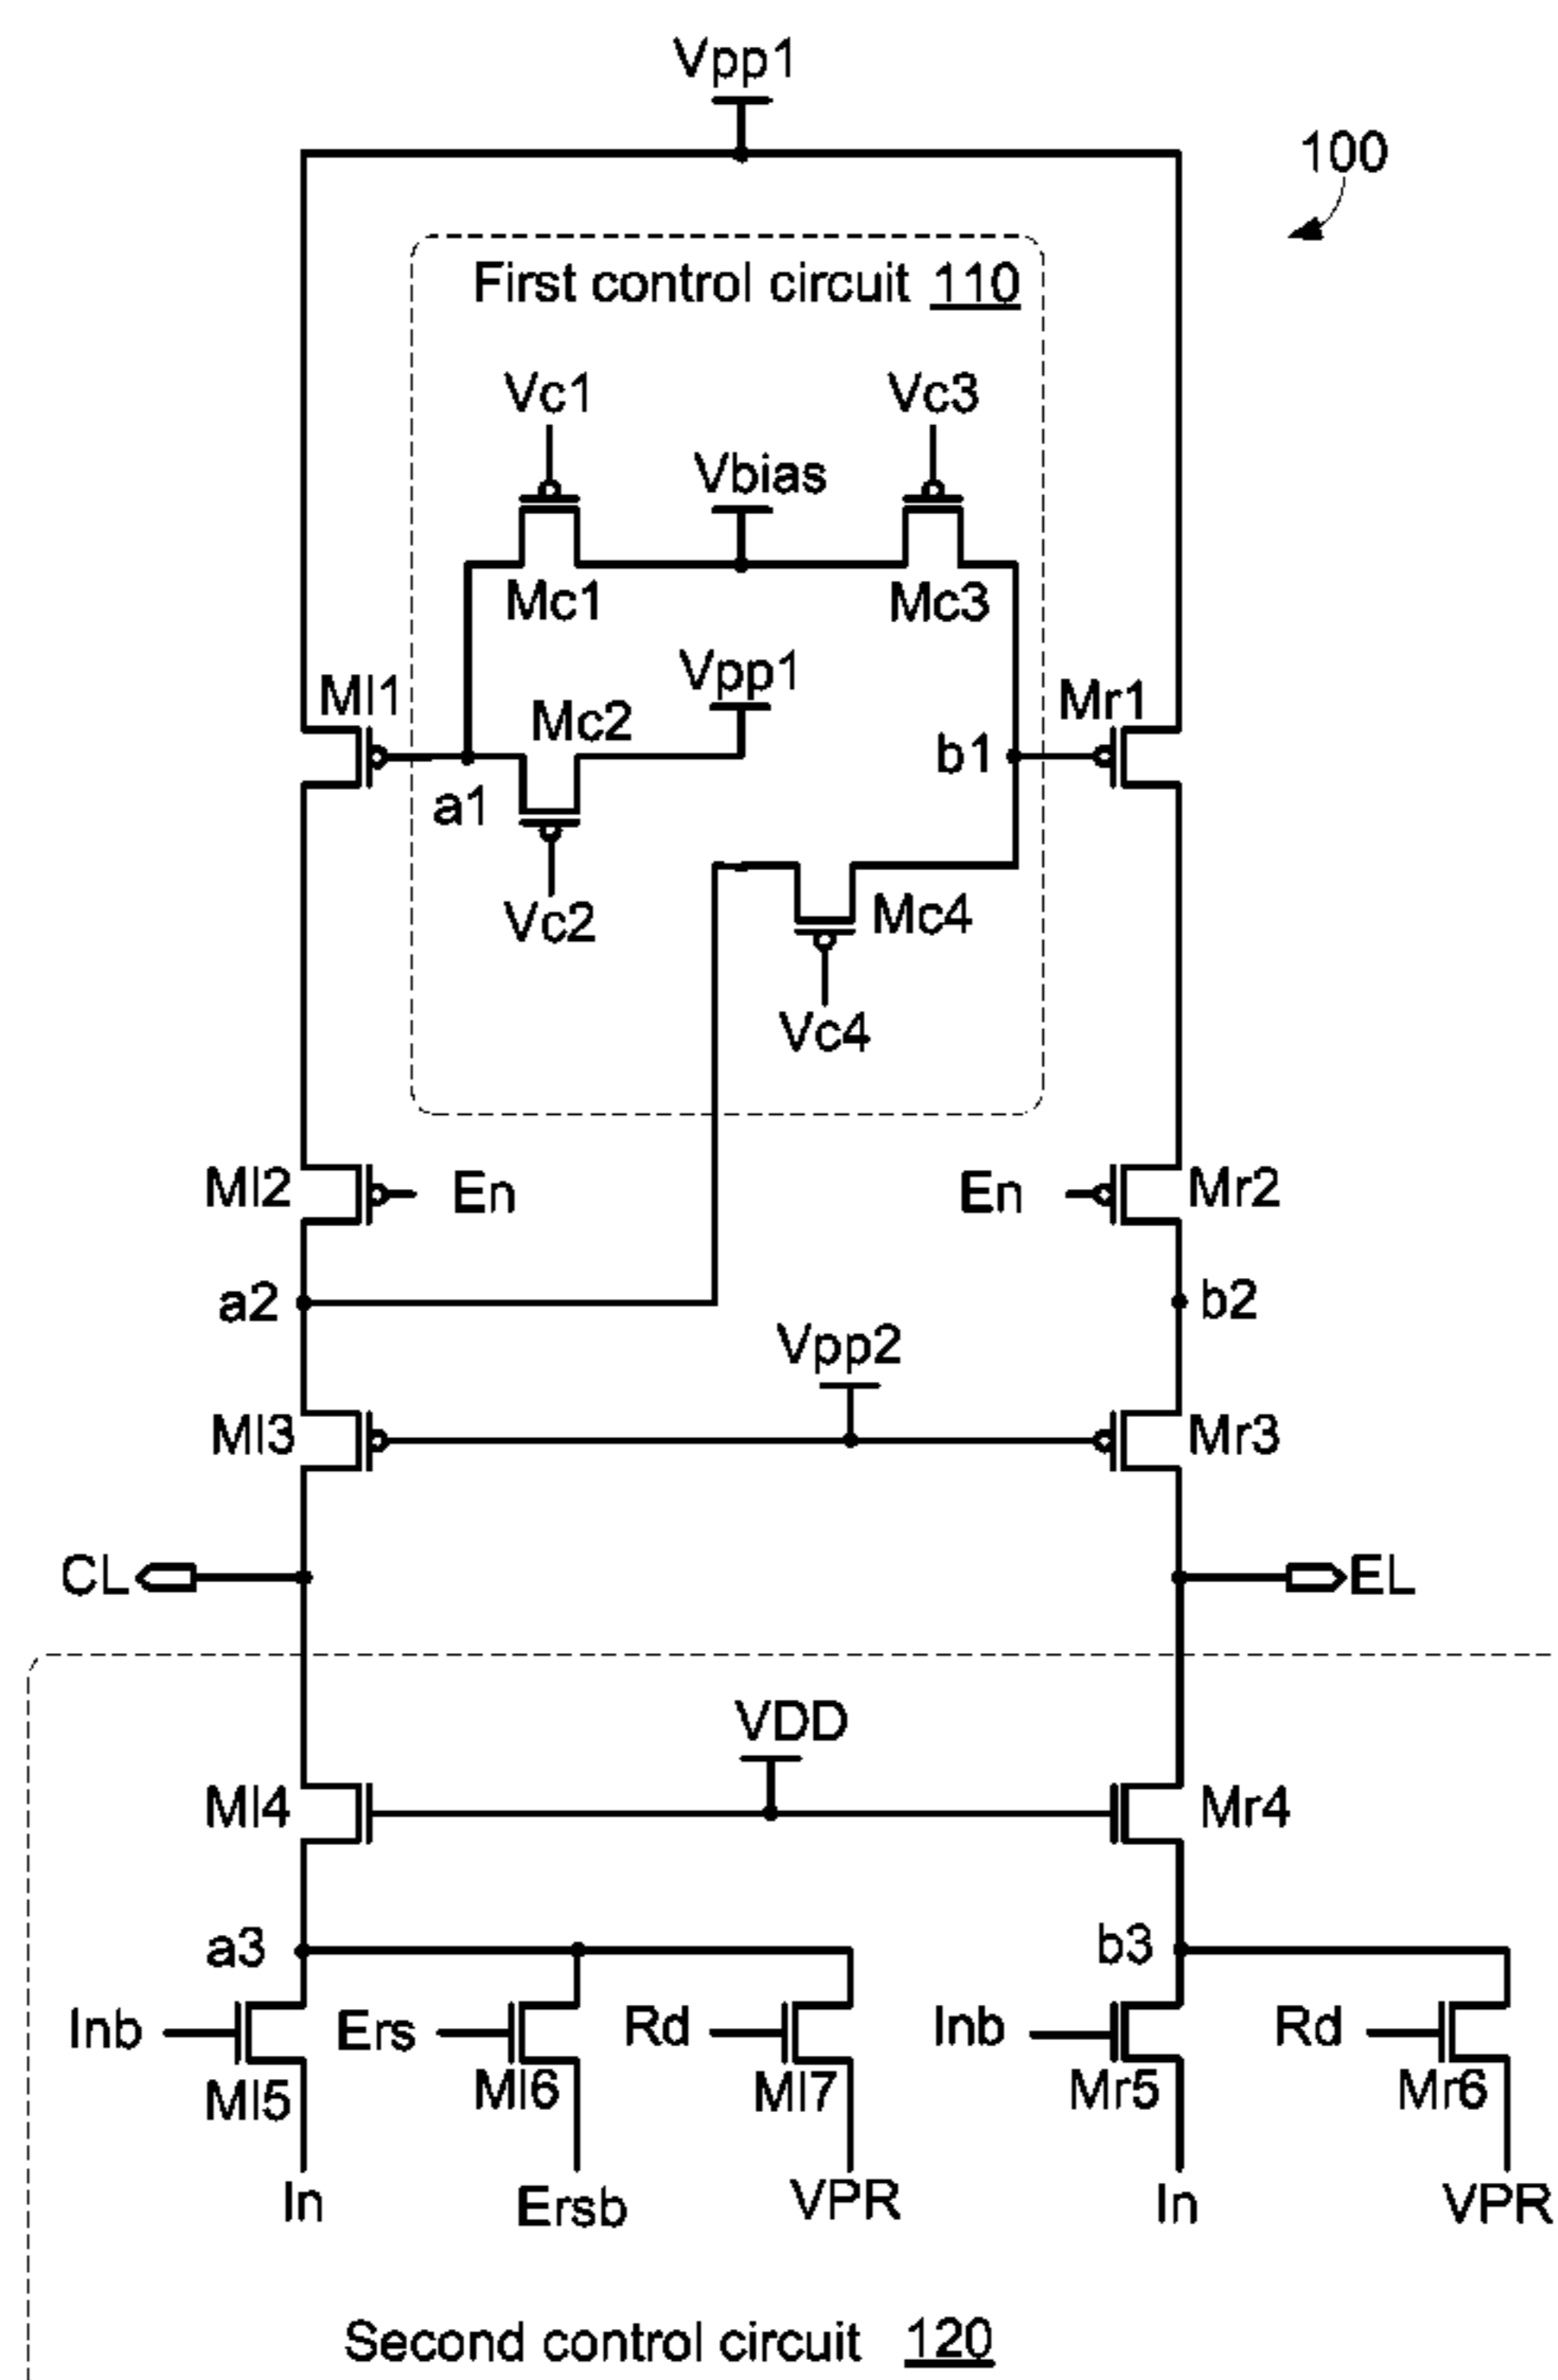 Vpp1
100
First control circuit 110
Vc1
Vc3
Vbias
Mc1
Mc3
Vpp1
Ml1
Mc2
Mr1
b1
a1
Vc2
Mc4
Vc4
Ml2
En
En
Mr2
a2
b2
Vpp2
Ml3
Mr3
CL
EL
VDD
Ml4
Mr4
a3
b3
Inb
Ers
Rd
Inb
Rd
Ml5
Ml6
Ml7
Mr5
Mr6
In
Ersb
VPR
In
VPR
Second control circuit 120